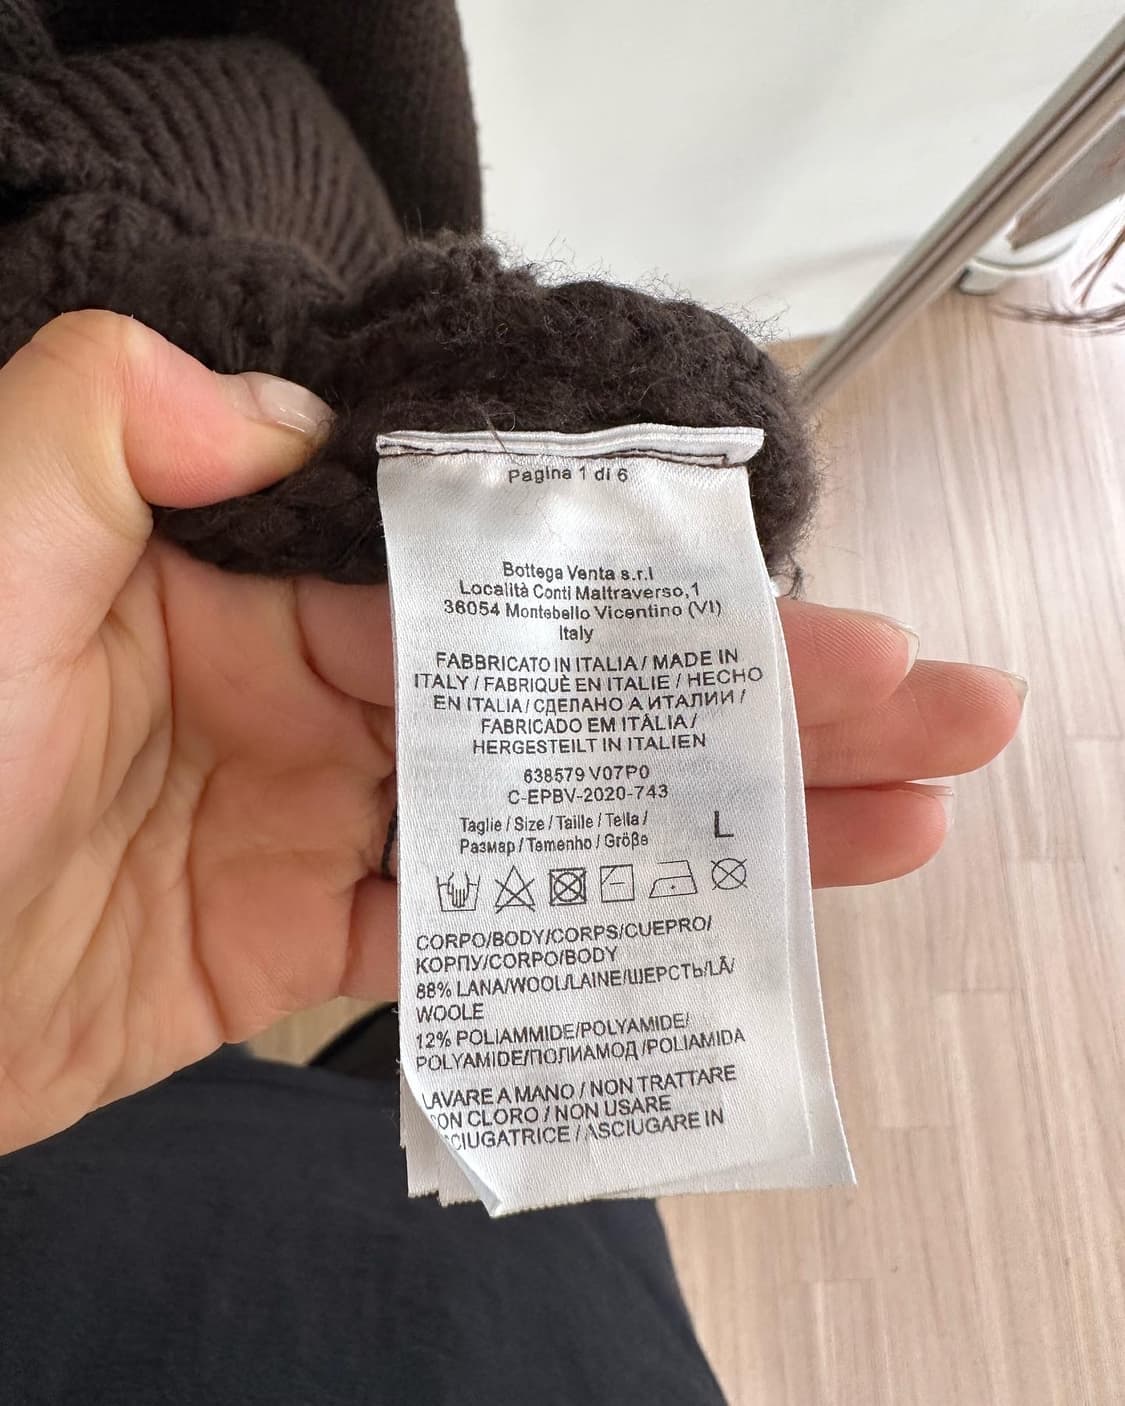 Pagina 1 di 6
Bottega Venta s.r.l
Località Conti Maltraverso,1
36054 Montebello Vicentino (VI)
Italy
FABBRICATO IN ITALIA / MADE IN
ITALY / FABRIQUÈ EN ITALIE / HECHO
EN ITALIA / СДЕПАНО А ИТАЛИИ /
FABRICADO EM ITÀLIA /
HERGESTEILT IN ITALIEN
638579 V07P0
C-EPBV-2020-743
Taglie / Size / Taille / Tella /
Размар / Temenho / Größe
L
CORPO/BODY/CORPS/CUEPRO/
КОРПУ/CORPO/BODY
88% LANA/WOOL/LAINE/ШЕРСТЬ/LÃ/
WOOLE
12% POLIAMMIDE/POLYAMIDE/
POLYAMIDE/ПОЛИАМОД /POLIAMIDA
LAVARE A MANO / NON TRATTARE
CON CLORO / NON USARE
SCIUGATRICE / ASCIUGARE IN